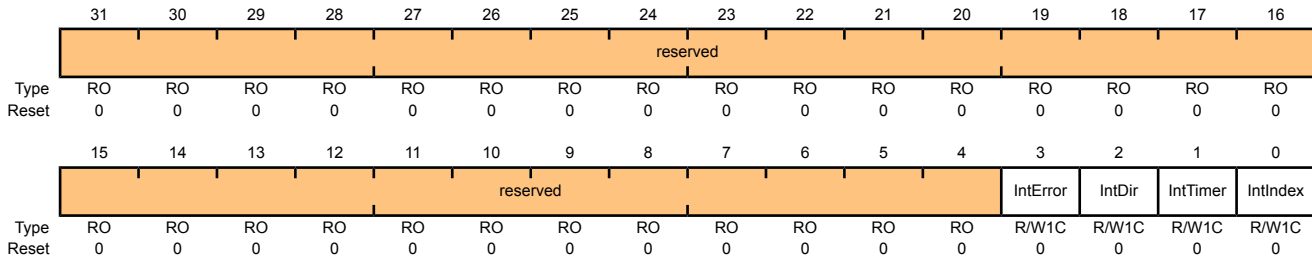 31 30 29 28 27 26 25 24 23 22 21 20 19 18 17 16
reserved
Type RO RO RO RO RO RO RO RO RO RO RO RO RO RO RO RO
Reset 0 0 0 0 0 0 0 0 0 0 0 0 0 0 0 0
15 14 13 12 11 10 9 8 7 6 5 4 3 2 1 0
reserved IntError IntDir IntTimer IntIndex
Type RO RO RO RO RO RO RO RO RO RO RO RO R/W1C R/W1C R/W1C R/W1C
Reset 0 0 0 0 0 0 0 0 0 0 0 0 0 0 0 0